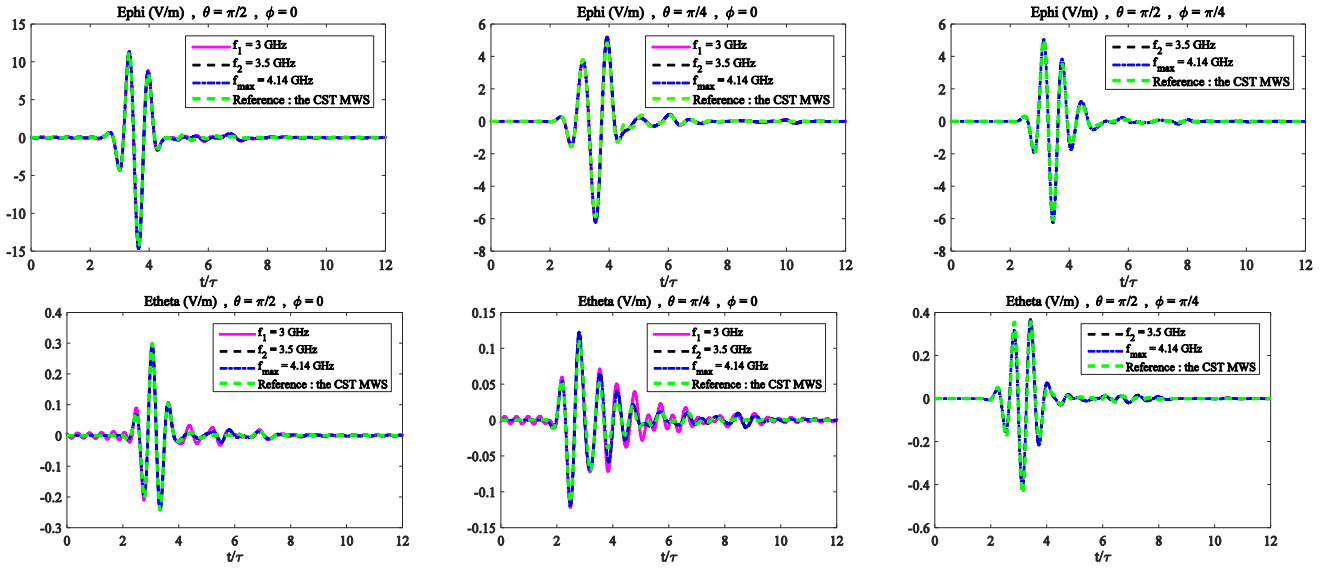 Ephi (V/m) , θ = π/2 , ϕ = 0
15
10
5
0
-5
-10
-15
0 2 4 6 8 10 12
t/τ
f1 = 3 GHz
f2 = 3.5 GHz
fmax = 4.14 GHz
Reference : the CST MWS
Ephi (V/m) , θ = π/4 , ϕ = 0
8
6
4
2
0
-2
-4
-6
-8
0 2 4 6 8 10 12
t/τ
f1 = 3 GHz
f2 = 3.5 GHz
fmax = 4.14 GHz
Reference : the CST MWS
Ephi (V/m) , θ = π/2 , ϕ = π/4
8
6
4
2
0
-2
-4
-6
-8
0 2 4 6 8 10 12
t/τ
f2 = 3.5 GHz
fmax = 4.14 GHz
Reference : the CST MWS
Etheta (V/m) , θ = π/2 , ϕ = 0
0.4
0.3
0.2
0.1
0
-0.1
-0.2
-0.3
0 2 4 6 8 10 12
t/τ
f1 = 3 GHz
f2 = 3.5 GHz
fmax = 4.14 GHz
Reference : the CST MWS
Etheta (V/m) , θ = π/4 , ϕ = 0
0.15
0.1
0.05
0
-0.05
-0.1
-0.15
0 2 4 6 8 10 12
t/τ
f1 = 3 GHz
f2 = 3.5 GHz
fmax = 4.14 GHz
Reference : the CST MWS
Etheta (V/m) , θ = π/2 , ϕ = π/4
0.4
0.2
0
-0.2
-0.4
-0.6
0 2 4 6 8 10 12
t/τ
f2 = 3.5 GHz
fmax = 4.14 GHz
Reference : the CST MWS